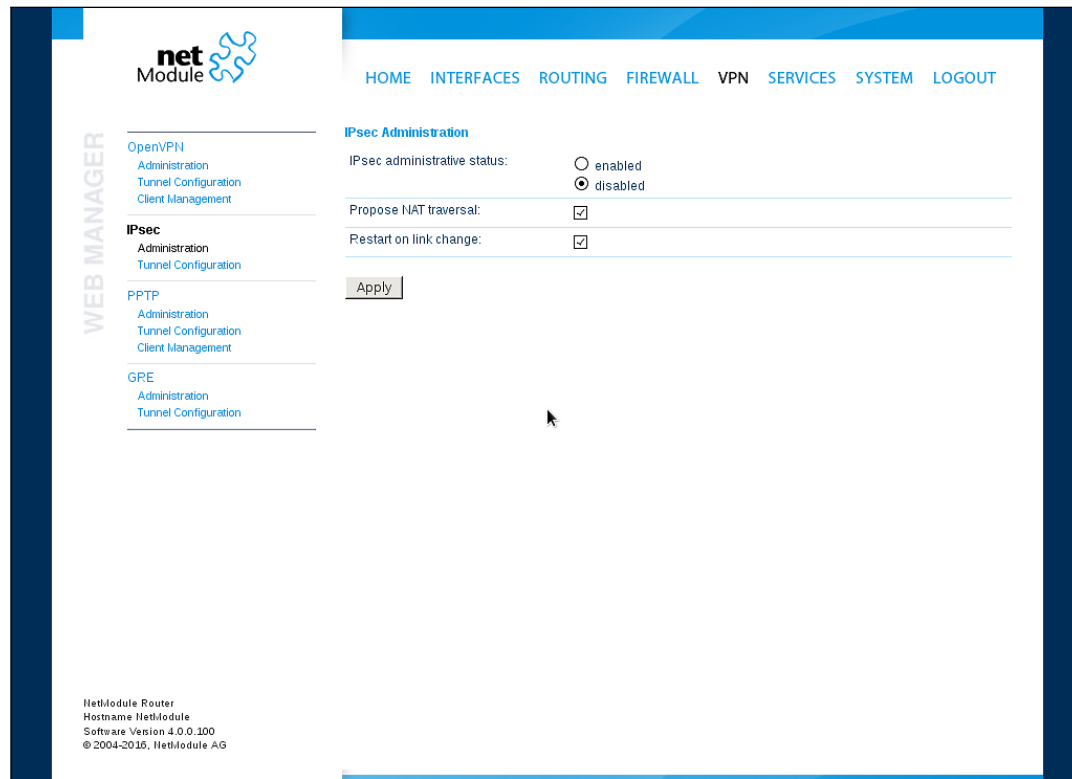 net
Module
HOME INTERFACES ROUTING FIREWALL VPN SERVICES SYSTEM LOGOUT
WEB MANAGER
OpenVPN
Administration
Tunnel Configuration
Client Management
IPsec
Administration
Tunnel Configuration
PPTP
Administration
Tunnel Configuration
Client Management
GRE
Administration
Tunnel Configuration
IPsec Administration
IPsec administrative status:
enabled
disabled
Propose NAT traversal:
Restart on link change:
Apply
NetModule Router
Hostname NetModule
Software Version 4.0.0.100
© 2004-2016, NetModule AG